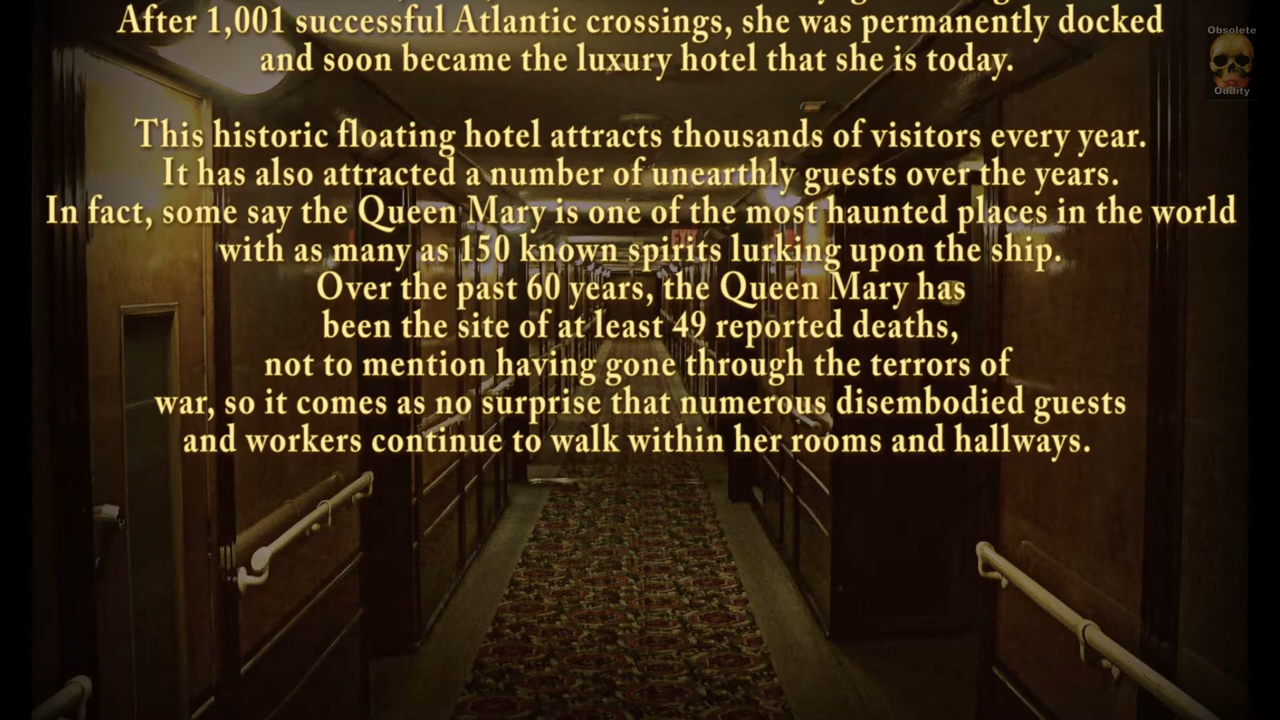 After 1,001 successful Atlantic crossings, she was permanently docked
and soon became the luxury hotel that she is today.
This historic floating hotel attracts thousands of visitors every year.
It has also attracted a number of unearthly guests over the years.
In fact, some say the Queen Mary is one of the most haunted places in the world
with as many as 150 known spirits lurking upon the ship.
Over the past 60 years, the Queen Mary has
been the site of at least 49 reported deaths,
not to mention having gone through the terrors of
war, so it comes as no surprise that numerous disembodied guests
and workers continue to walk within her rooms and hallways.
Obsolete
Oddity
EXIT